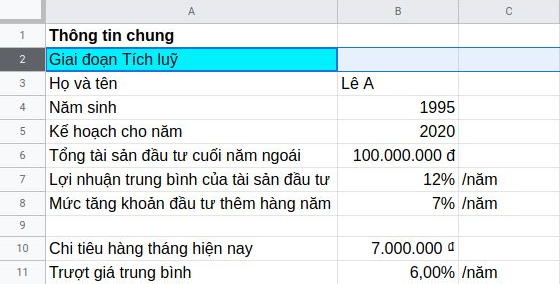 A B C
1 Thông tin chung
2 Giai đoạn Tích luỹ
3 Họ và tên Lê A
4 Năm sinh 1995
5 Kế hoạch cho năm 2020
6 Tổng tài sản đầu tư cuối năm ngoái 100.000.000 đ
7 Lợi nhuận trung bình của tài sản đầu tư 12% /năm
8 Mức tăng khoản đầu tư thêm hàng năm 7% /năm
9
10 Chi tiêu hàng tháng hiện nay 7.000.000 ₫
11 Trượt giá trung bình 6,00% /năm